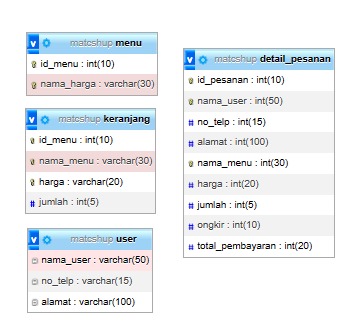 v matcshup menu
id_menu : int(10)
nama_harga : varchar(30)
v matcshup keranjang
id_menu : int(10)
nama_menu : varchar(30)
harga : varchar(20)
# jumlah : int(5)
v matcshup user
nama_user : varchar(50)
no_telp : varchar(15)
alamat : varchar(100)
v matcshup detail_pesanan
id_pesanan : int(10)
nama_user : int(50)
# no_telp : int(15)
# alamat : int(100)
nama_menu : int(30)
# harga : int(20)
# jumlah : int(5)
# ongkir : int(10)
# total_pembayaran : int(20)